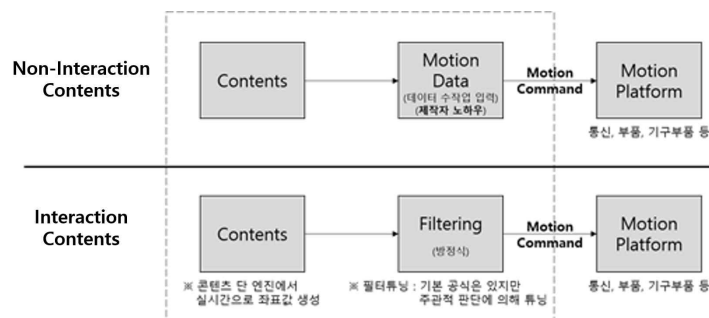 Non-Interaction
Contents
Contents
Motion
Data
(데이터 수작업 입력)
(제작자 노하우)
Motion
Command
Motion
Platform
통신, 부품, 기구부품 등
Interaction
Contents
Contents
Filtering
(방정식)
Motion
Command
Motion
Platform
※ 콘텐츠 단 엔진에서
실시간으로 좌표값 생성
※ 필터튜닝 : 기본 공식은 있지만
주관적 판단에 의해 튜닝
통신, 부품, 기구부품 등